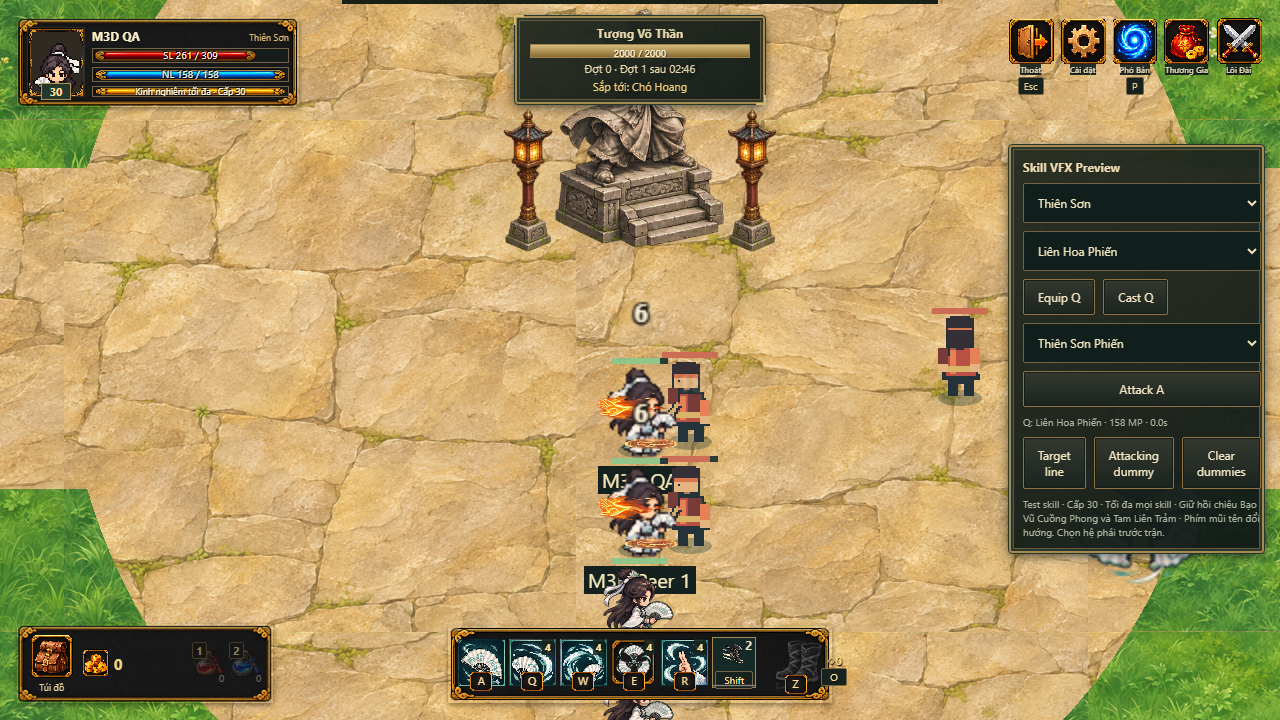 M3D QA
Thiên Sơn
SL 261 / 309
NL 158 / 158
30
Kinh nghiệm tối đa · Cấp 30
Tượng Võ Thần
2000 / 2000
Đợt 0 · Đợt 1 sau 02:46
Sắp tới: Chó Hoang
Thoát
Cài đặt
Phó Bản
Thương Gia
Lôi Đài
Esc
P
Skill VFX Preview
Thiên Sơn
Liên Hoa Phiến
Equip Q
Cast Q
Thiên Sơn Phiến
Attack A
Q: Liên Hoa Phiến · 158 MP · 0.0s
Target line
Attacking dummy
Clear dummies
Test skill · Cấp 30 · Tối đa mọi skill · Giữ hồi chiêu Bạo
Vũ Cuồng Phong và Tam Liên Trảm · Phím mũi tên đổi
hướng. Chọn hệ phái trước trận.
6
6
1
2
0
0
0
Túi đồ
4
4
4
4
2
A
Q
W
E
R
Shift
Z
O